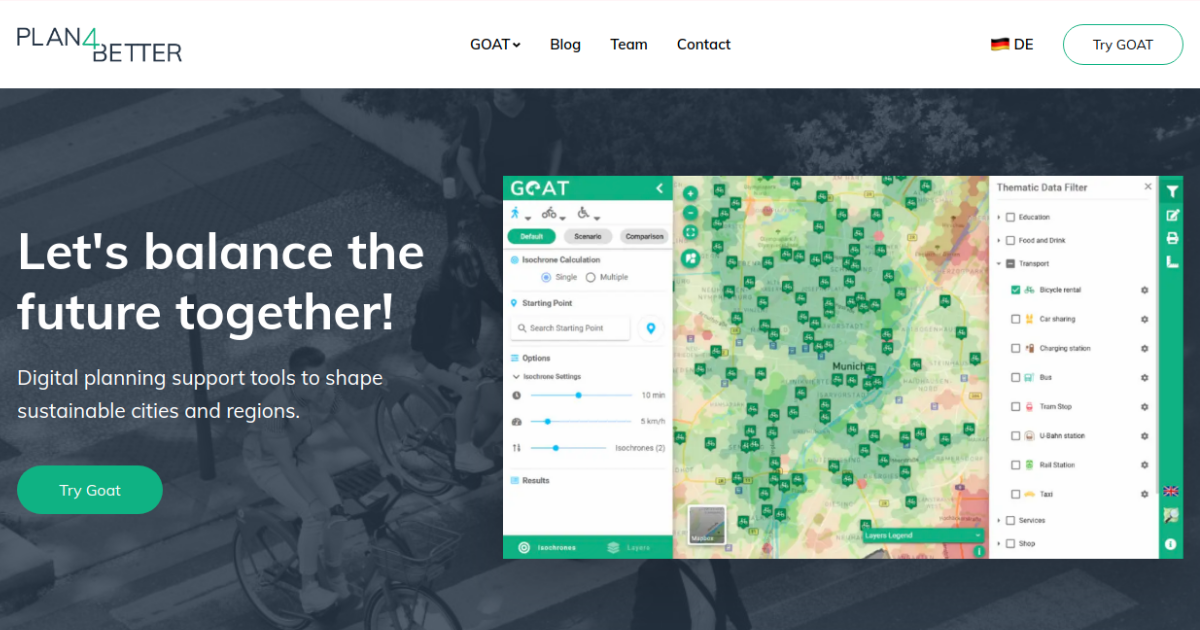 PLAN4
BETTER
GOAT
Blog
Team
Contact
DE
Try GOAT
Let's balance the
future together!
Digital planning support tools to shape
sustainable cities and regions.
Try Goat
GOAT
Default
Scenario
Comparison
Isochrone Calculation
Single
Multiple
Starting Point
Search Starting Point
Options
Isochrone Settings
10 min
5 km/h
Isochrones (2)
Results
Isochrones
Layers
Munich
Mapbox
Layers Legend
Thematic Data Filter
Education
Food and Drink
Transport
Bicycle rental
Car sharing
Charging station
Bus
Tram Stop
U-Bahn station
Rail Station
Taxi
Services
Shop